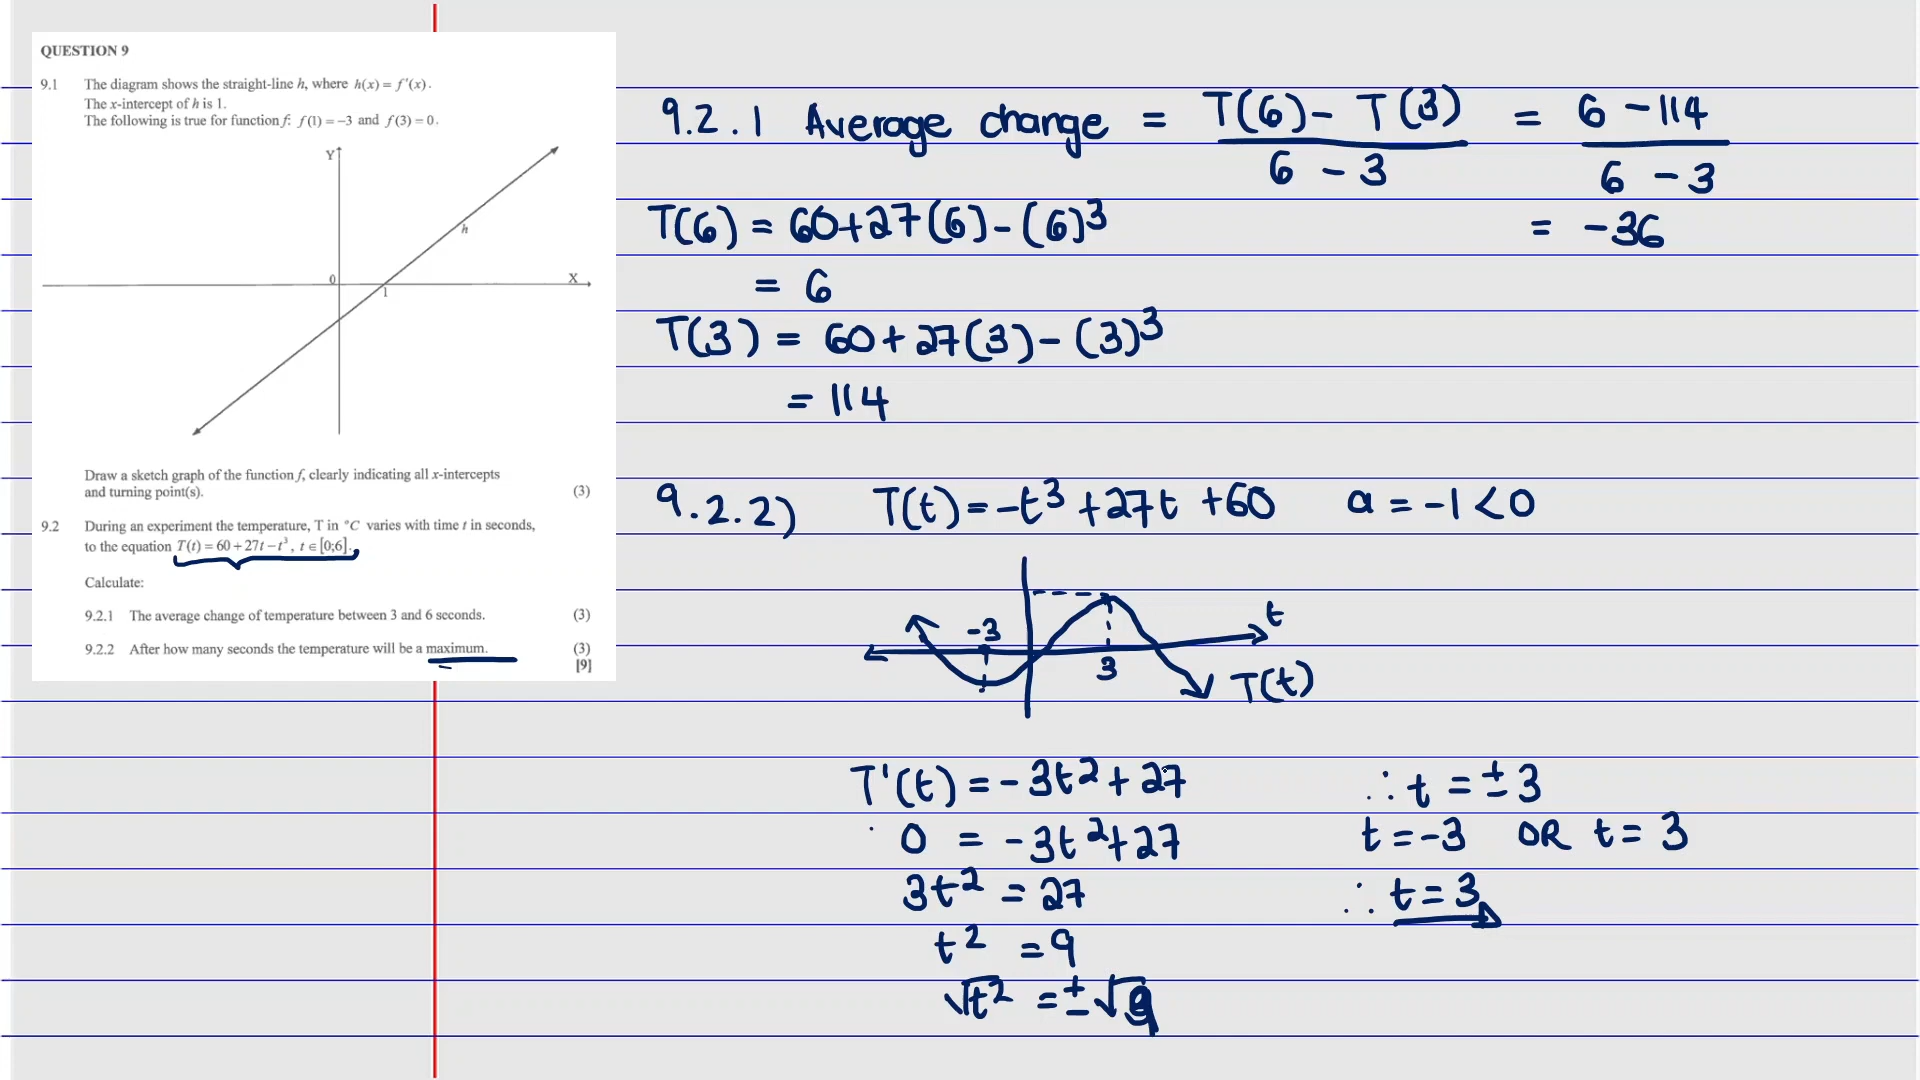 QUESTION 9
9.1 The diagram shows the straight-line h, where h(x) = f'(x).
The x-intercept of h is 1.
The following is true for function f: f(1) = −3 and f(3) = 0.
Y
h
0
X
1
Draw a sketch graph of the function f, clearly indicating all x-intercepts
and turning point(s). (3)
9.2 During an experiment the temperature, T in °C varies with time t in seconds,
to the equation T(t) = 60 + 27t − t³, t ∈ [0;6].
Calculate:
9.2.1 The average change of temperature between 3 and 6 seconds. (3)
9.2.2 After how many seconds the temperature will be a maximum. (3)
[9]
9.2.1 Average change = T(6) − T(3) / 6 − 3 = 6 − 114 / 6 − 3
= −36
T(6) = 60 + 27(6) − (6)³
= 6
T(3) = 60 + 27(3) − (3)³
= 114
9.2.2) T(t) = −t³ + 27t + 60 a = −1 < 0
t
−3
3
T(t)
T'(t) = −3t² + 27
0 = −3t² + 27
3t² = 27
t² = 9
√t² = ±√9
∴ t = ±3
t = −3 OR t = 3
∴ t = 3